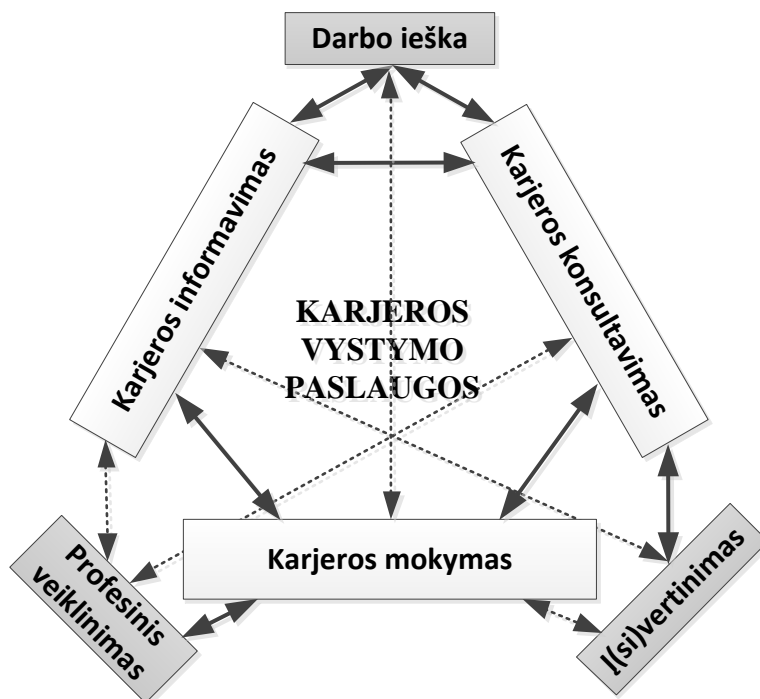 Darbo ieška
Karjeros informavimas
Karjeros konsultavimas
KARJEROS
VYSTYMO
PASLAUGOS
Karjeros mokymas
Profesinis
veiklinimas
Į(si)vertinimas